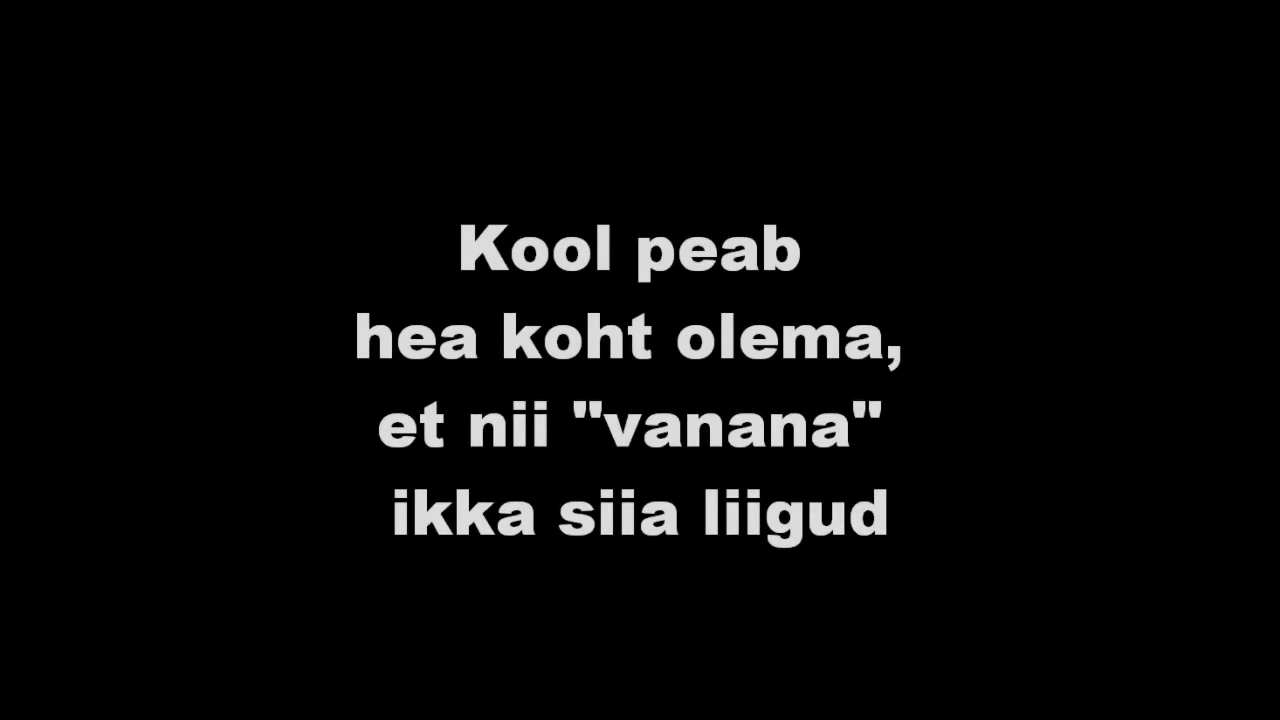 Kool peab
hea koht olema,
et nii "vanana"
ikka siia liigud